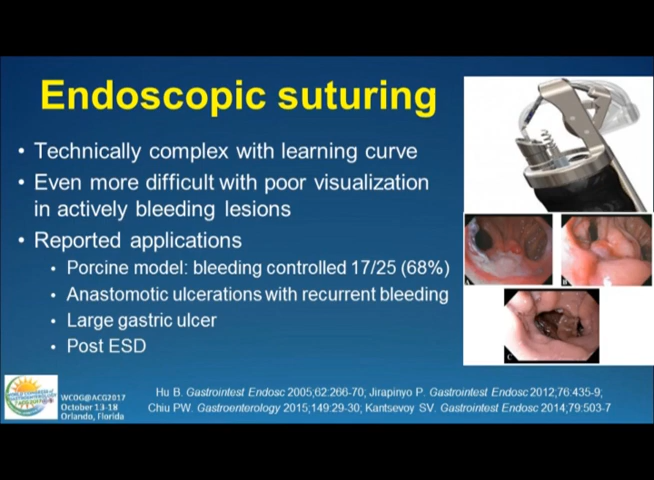 Endoscopic suturing
• Technically complex with learning curve
• Even more difficult with poor visualization
in actively bleeding lesions
• Reported applications
• Porcine model: bleeding controlled 17/25 (68%)
• Anastomotic ulcerations with recurrent bleeding
• Large gastric ulcer
• Post ESD
A
B
C
WCOG@ACG2017
October 13-18
Orlando, Florida
Hu B. Gastrointest Endosc 2005;62:266-70; Jirapinyo P. Gastrointest Endosc 2012;76:435-9;
Chiu PW. Gastroenterology 2015;149:29-30; Kantsevoy SV. Gastrointest Endosc 2014;79:503-7